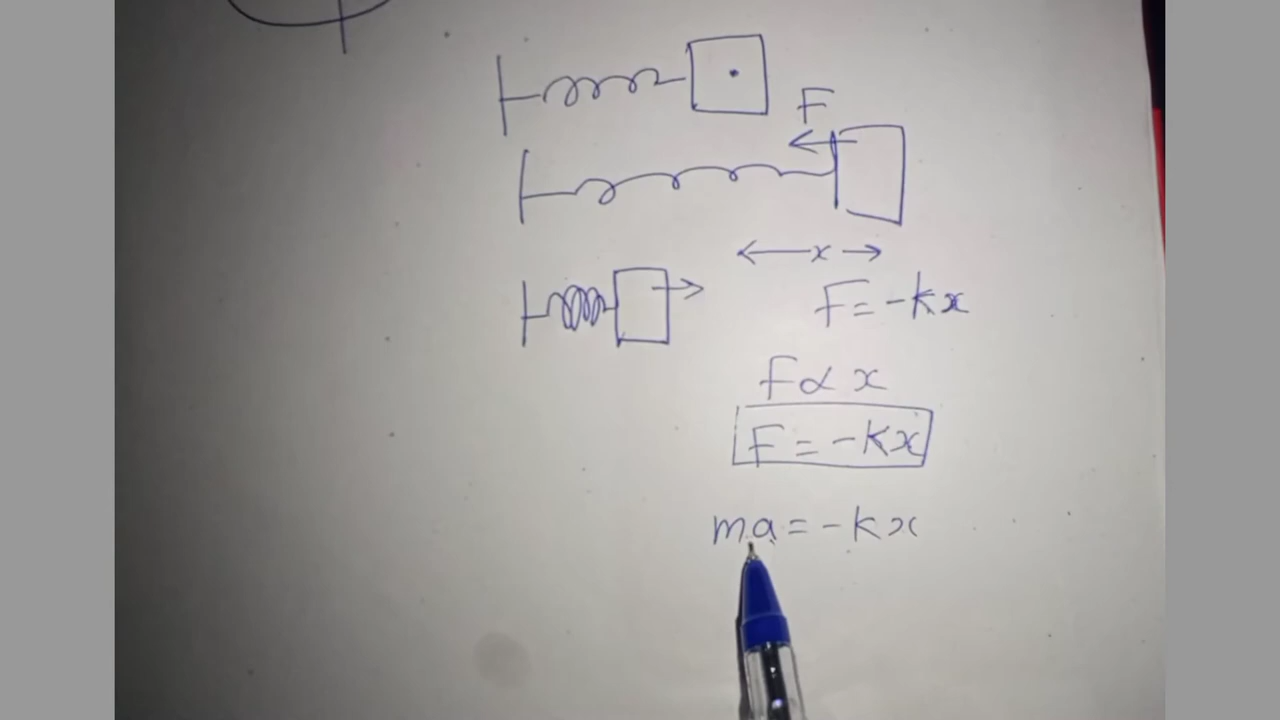 F
x
F = -kx
F ∝ x
F = -kx
ma = -kx